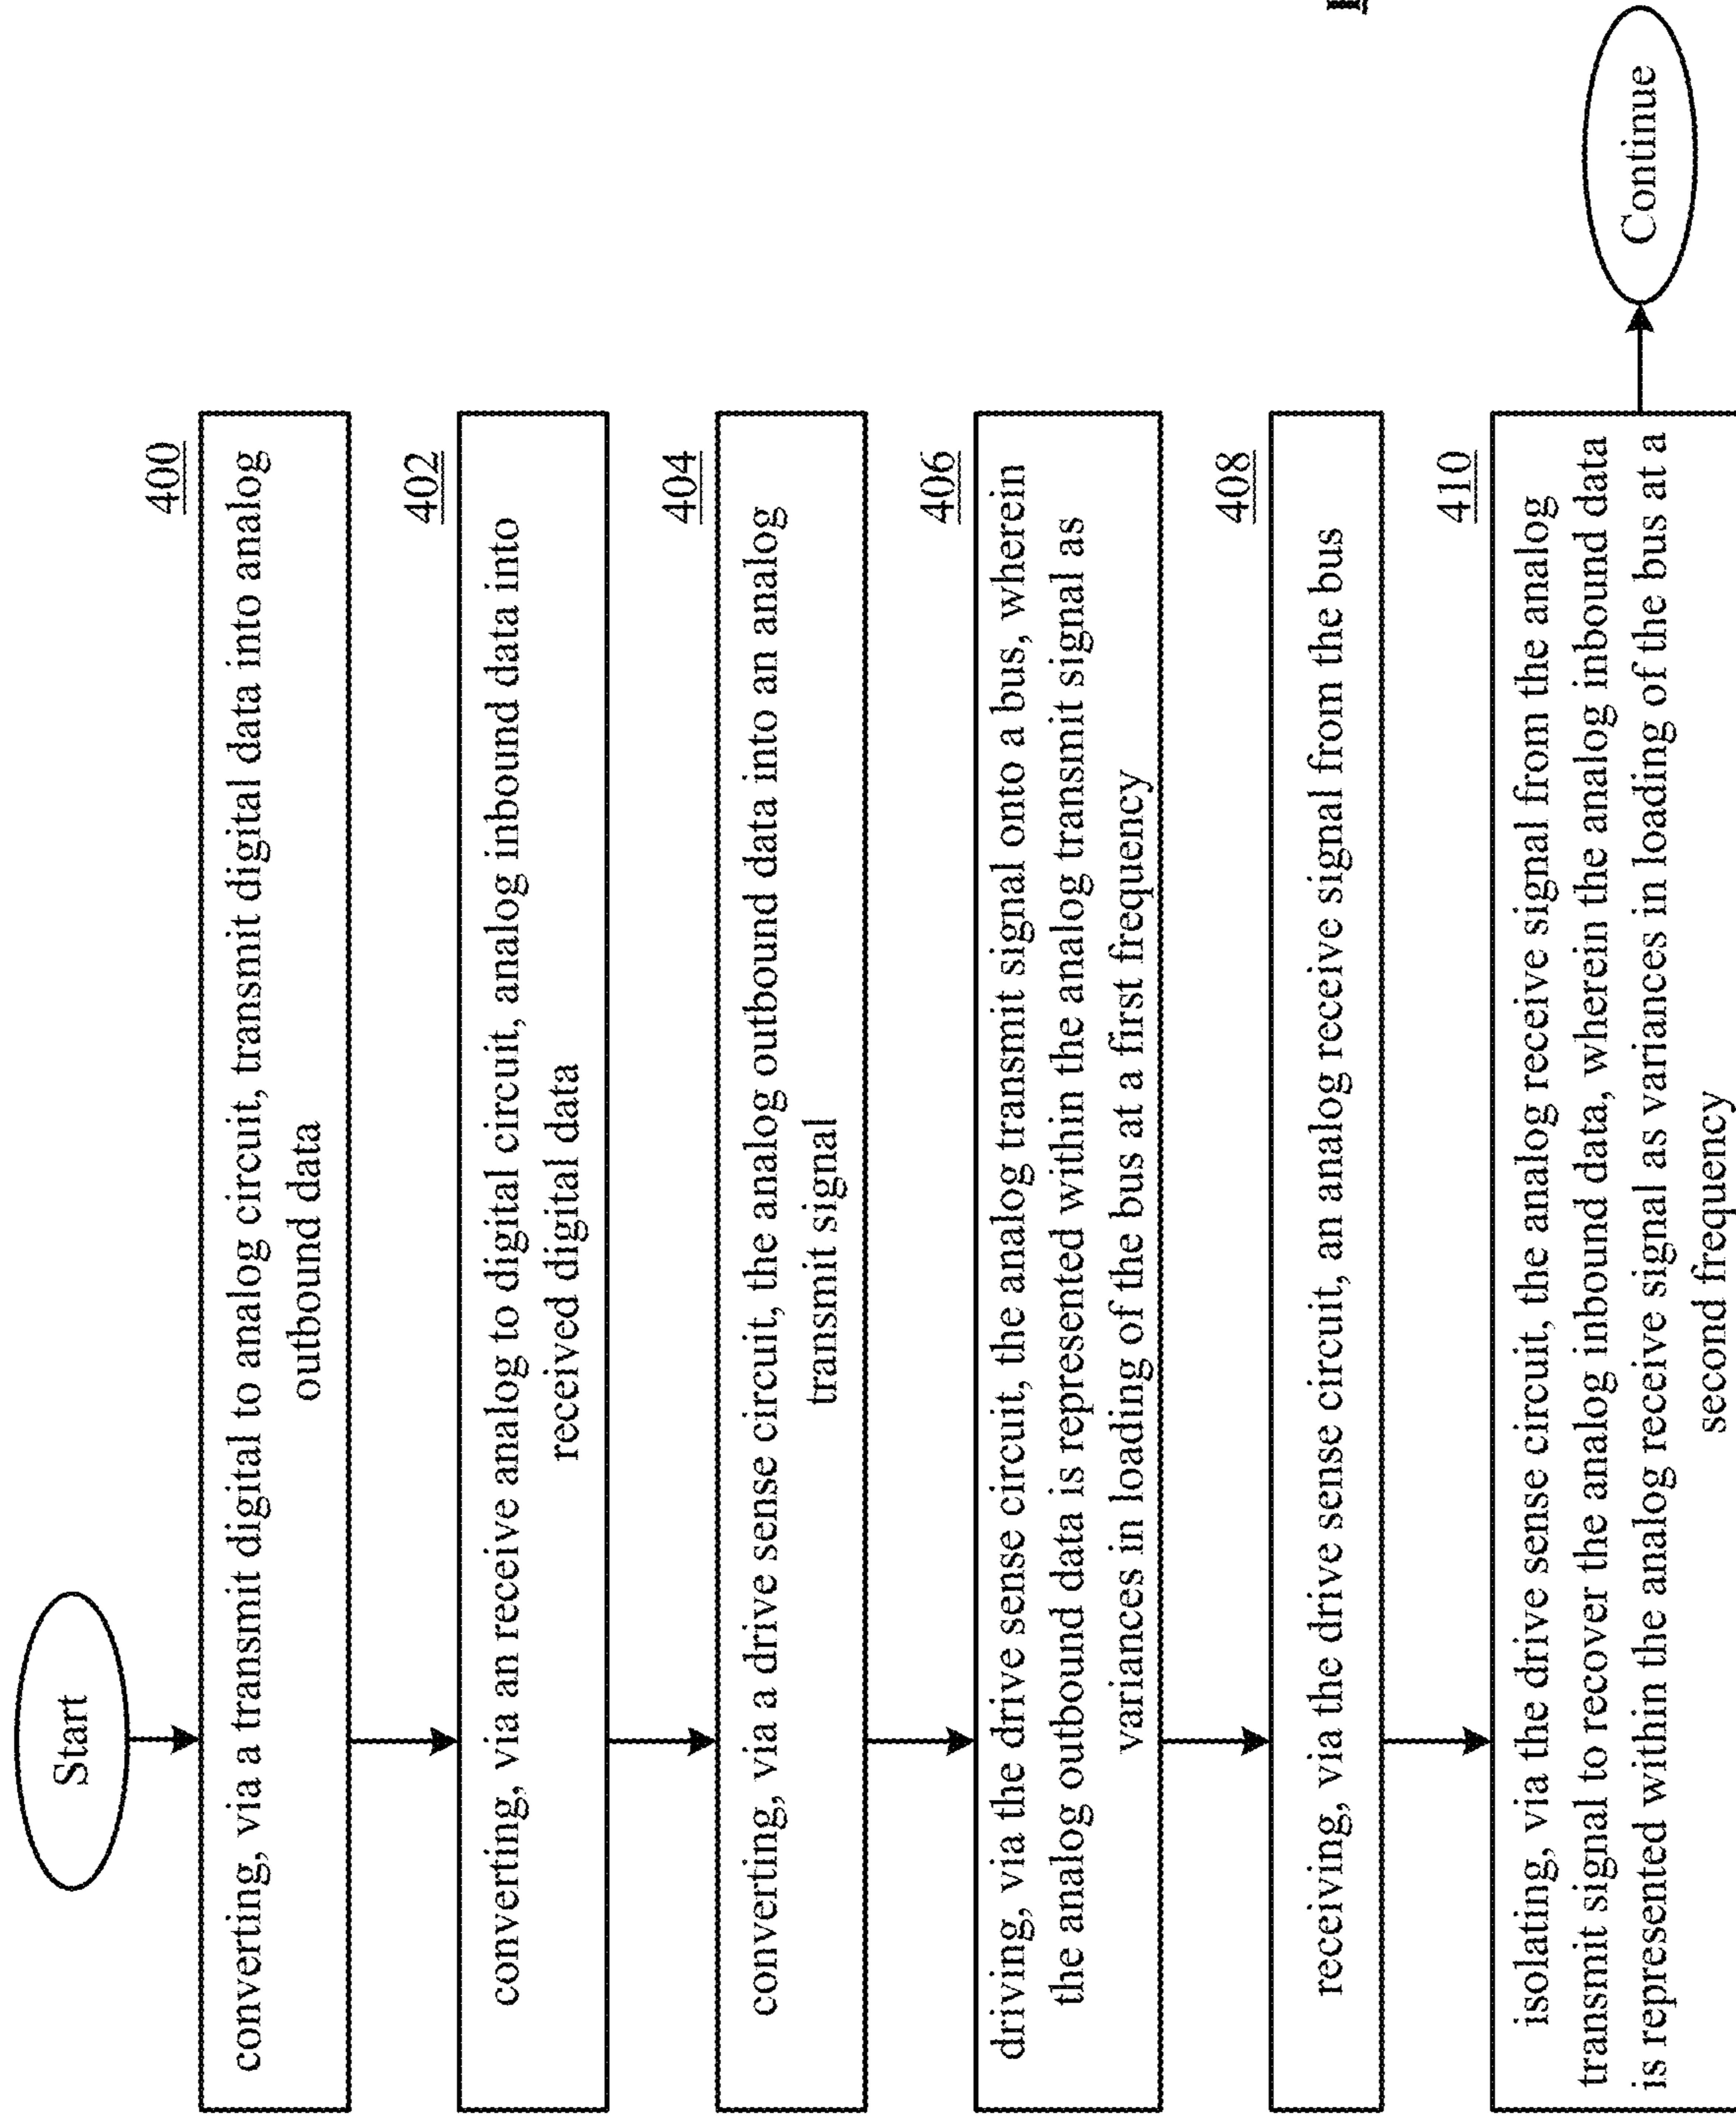 Start
400
converting, via a transmit digital to analog circuit, transmit digital data into analog
outbound data
402
converting, via an receive analog to digital circuit, analog inbound data into
received digital data
404
converting, via a drive sense circuit, the analog outbound data into an analog
transmit signal
406
driving, via the drive sense circuit, the analog transmit signal onto a bus, wherein
the analog outbound data is represented within the analog transmit signal as
variances in loading of the bus at a first frequency
408
receiving, via the drive sense circuit, an analog receive signal from the bus
410
isolating, via the drive sense circuit, the analog receive signal from the analog
transmit signal to recover the analog inbound data, wherein the analog inbound data
is represented within the analog receive signal as variances in loading of the bus at a
second frequency
Continue